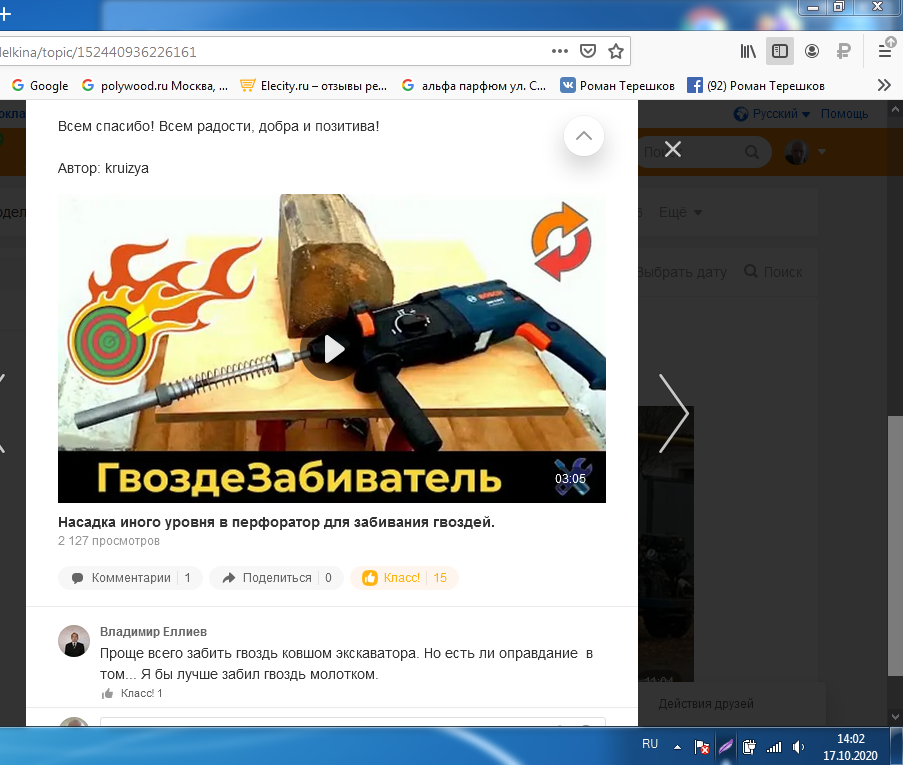 delkina/topic/152440936226161
Google
polywood.ru Москва, ...
Elecity.ru – отзывы ре...
альфа парфюм ул. С...
Роман Терешков
(92) Роман Терешков
Русский
Помощь
Всем спасибо! Всем радости, добра и позитива!
Автор: kruizya
Ещё
Выбрать дату
Поиск
BOSCH
ГвоздеЗабиватель
03:05
Насадка иного уровня в перфоратор для забивания гвоздей.
2 127 просмотров
Комментарии 1
Поделиться 0
Класс! 15
Владимир Еллиев
Проще всего забить гвоздь ковшом экскаватора. Но есть ли оправдание в
том... Я бы лучше забил гвоздь молотком.
Класс! 1
11:04
Действия друзей
RU
14:02
17.10.2020